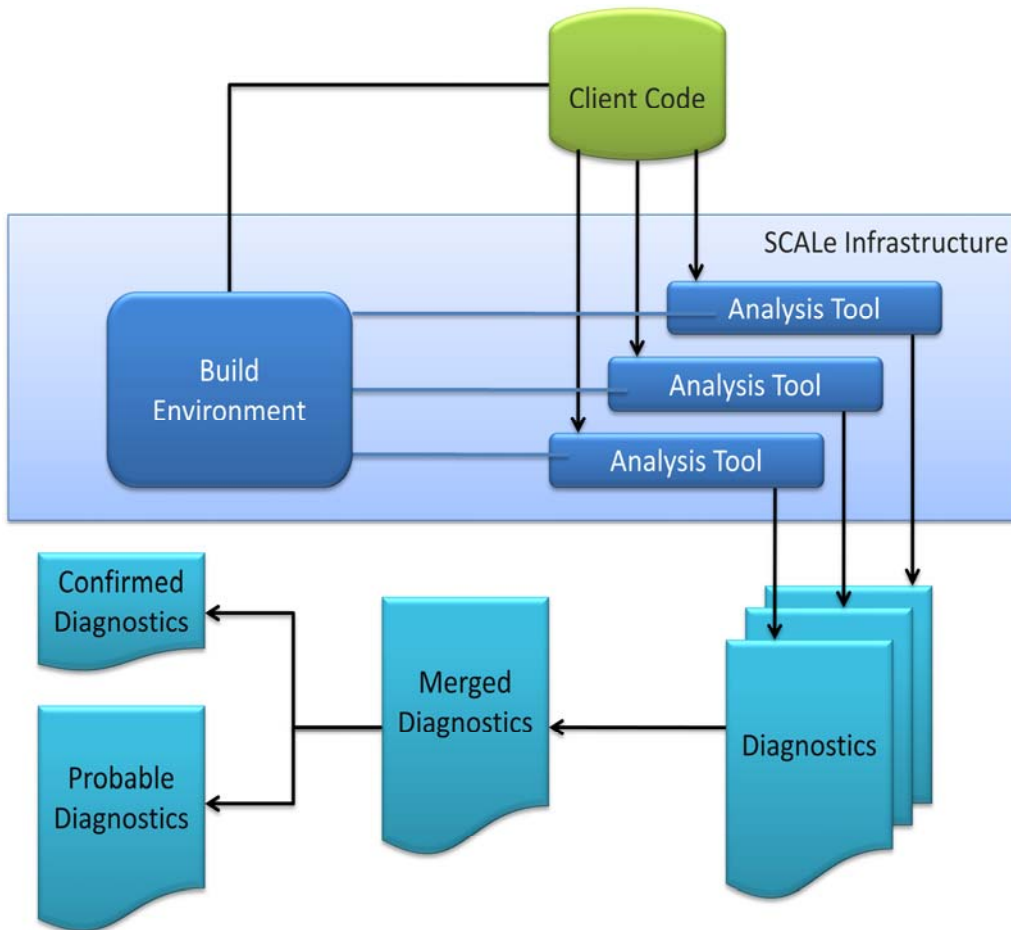 Client Code
SCALe Infrastructure
Analysis Tool
Build
Environment
Analysis Tool
Analysis Tool
Confirmed
Diagnostics
Merged
Diagnostics
Diagnostics
Probable
Diagnostics